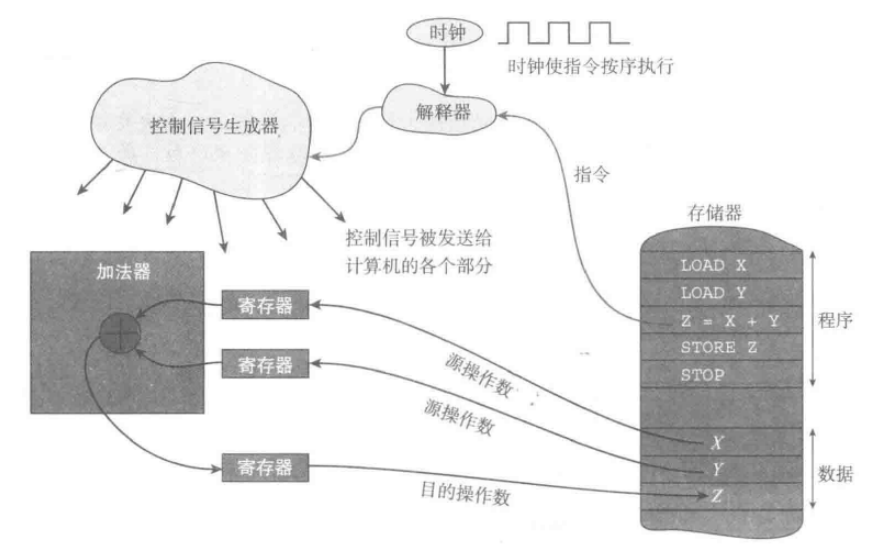 时钟
时钟使指令按序执行
解释器
控制信号生成器
指令
存储器
控制信号被发送给
计算机的各个部分
加法器
LOAD X
LOAD Y
Z = X + Y
STORE Z
STOP
程序
寄存器
寄存器
源操作数
源操作数
X
Y
Z
数据
寄存器
目的操作数